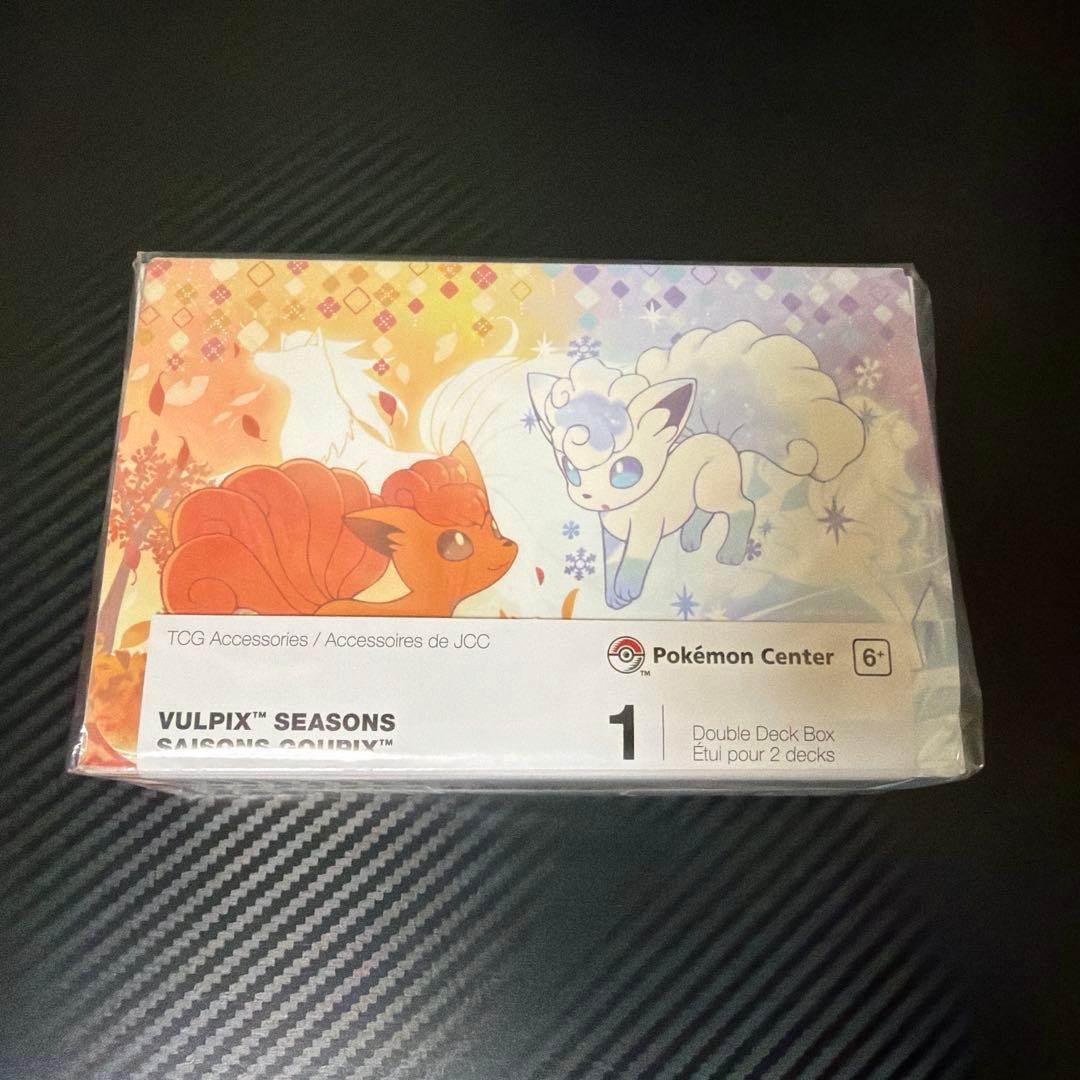 TCG Accessories / Accessoires de JCC
Pokémon Center
6+
TM
VULPIX™ SEASONS
SAISONS GOUPIX™
1
Double Deck Box
Étui pour 2 decks